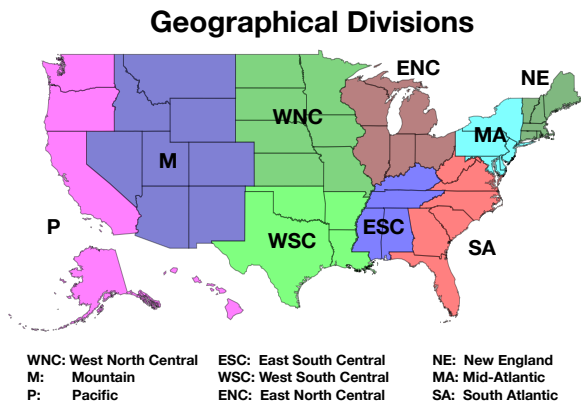 Geographical Divisions
ENC
NE
WNC
MA
M
P
ESC
WSC
SA
WNC: West North Central ESC: East South Central NE: New England
M: Mountain WSC: West South Central MA: Mid-Atlantic
P: Pacific ENC: East North Central SA: South Atlantic